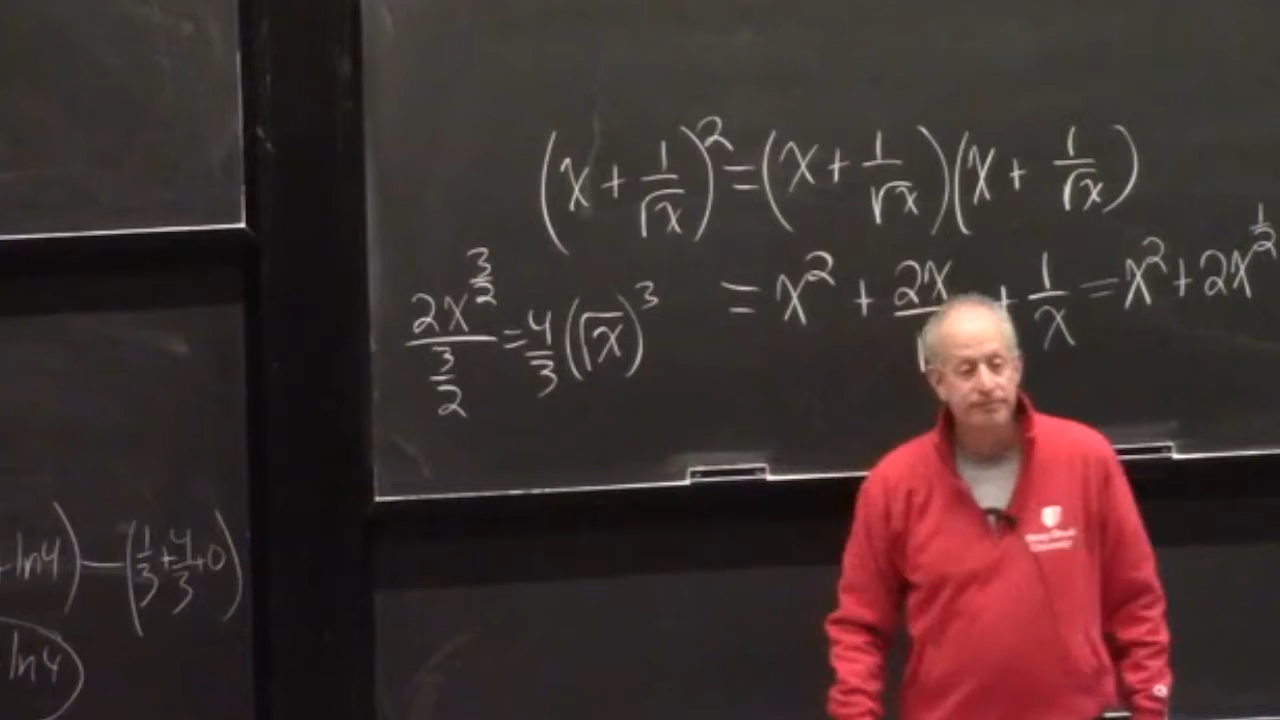 (x + 1/√x)² = (x + 1/√x)(x + 1/√x)
= x² + 2x + 1/x = x² + 2x^(1/2)
2x^(3/2) / (3/2) = 4/3 (√x)³
+ ln4) — (1/3 + 4/3 + 0)
ln4